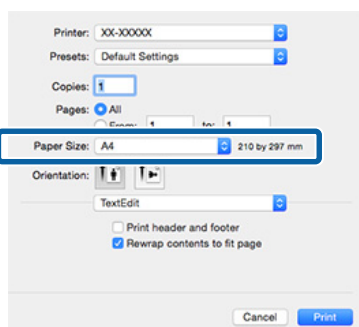 Printer: XX-XXXXX
Presets: Default Settings
Copies: 1
Pages: All
From: 1 to: 1
Paper Size: A4 210 by 297 mm
Orientation:
TextEdit
Print header and footer
Rewrap contents to fit page
Cancel Print